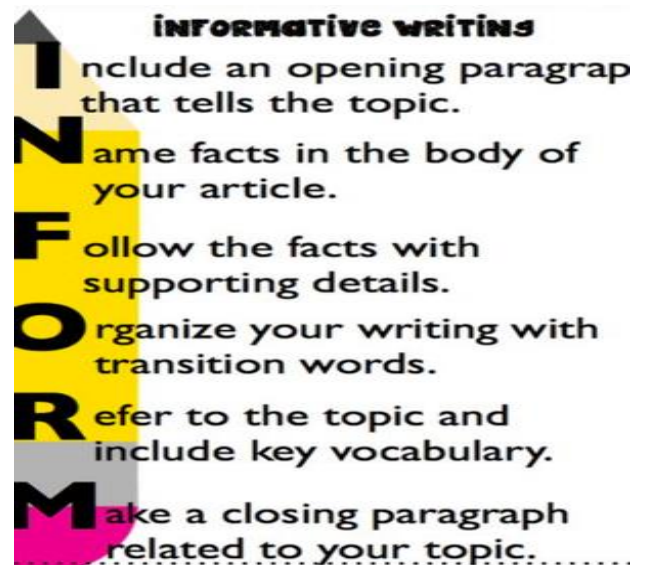 INFORMATIVE WRITING
Include an opening paragrap
that tells the topic.
Name facts in the body of
your article.
Follow the facts with
supporting details.
Organize your writing with
transition words.
Refer to the topic and
include key vocabulary.
Make a closing paragraph
related to your topic.